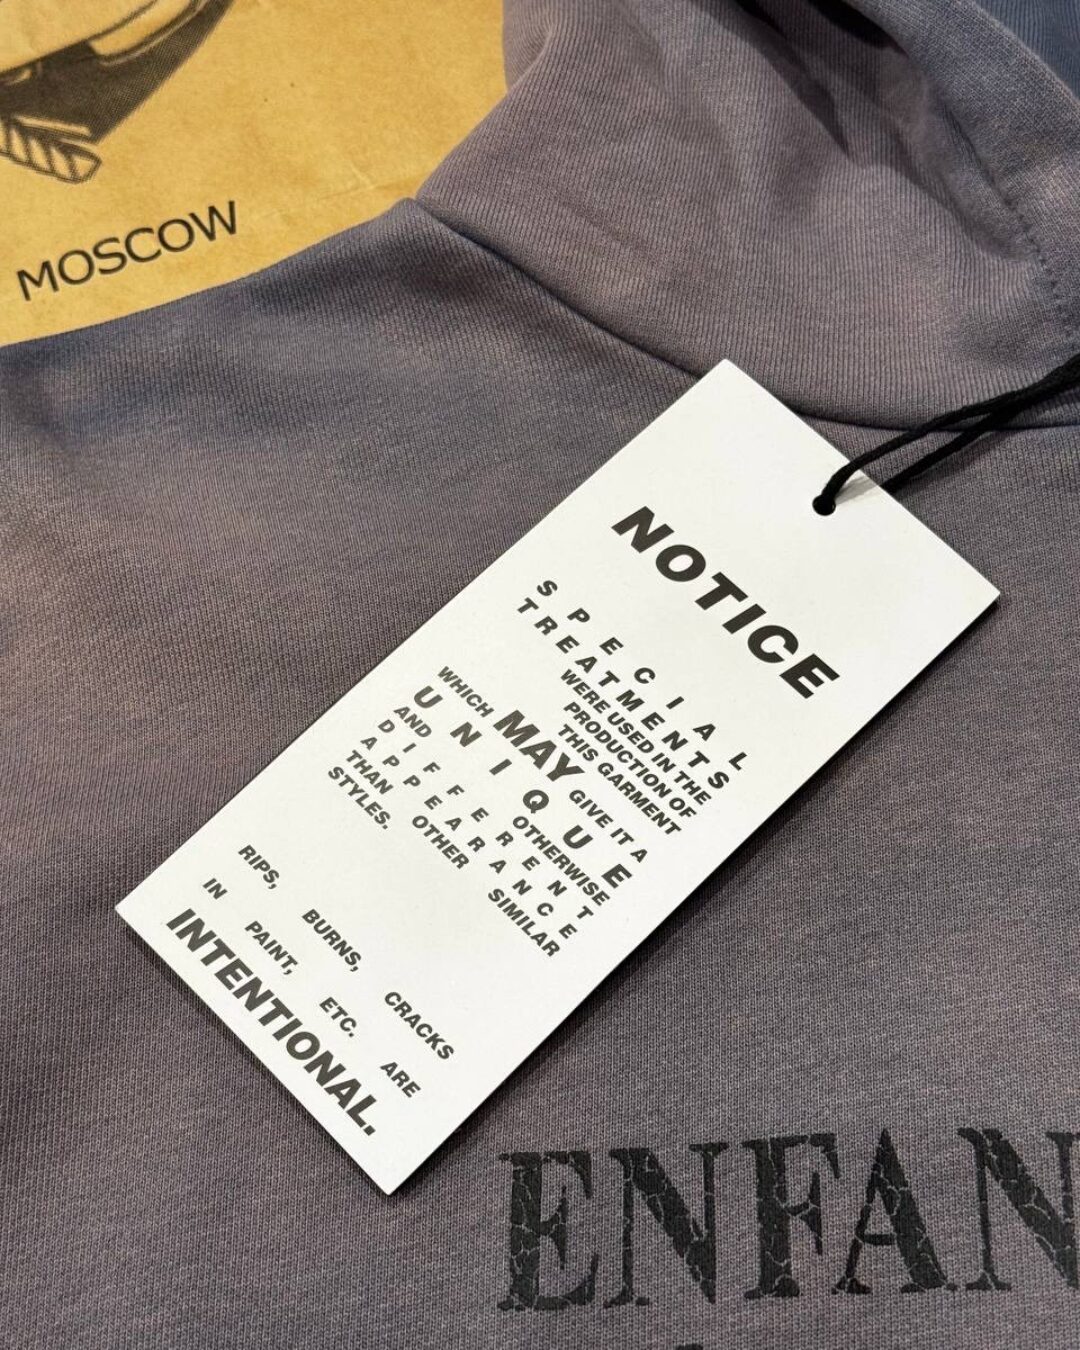 MOSCOW
NOTICE
SPECIAL
TREATMENTS
WERE USED IN THE
PRODUCTION OF
THIS GARMENT
WHICH MAY GIVE IT A
UNIQUE
AND OTHERWISE
DIFFERENT
APPEARANCE
THAN OTHER SIMILAR
STYLES.
RIPS, BURNS, CRACKS
IN PAINT, ETC. ARE
INTENTIONAL.
ENFAN